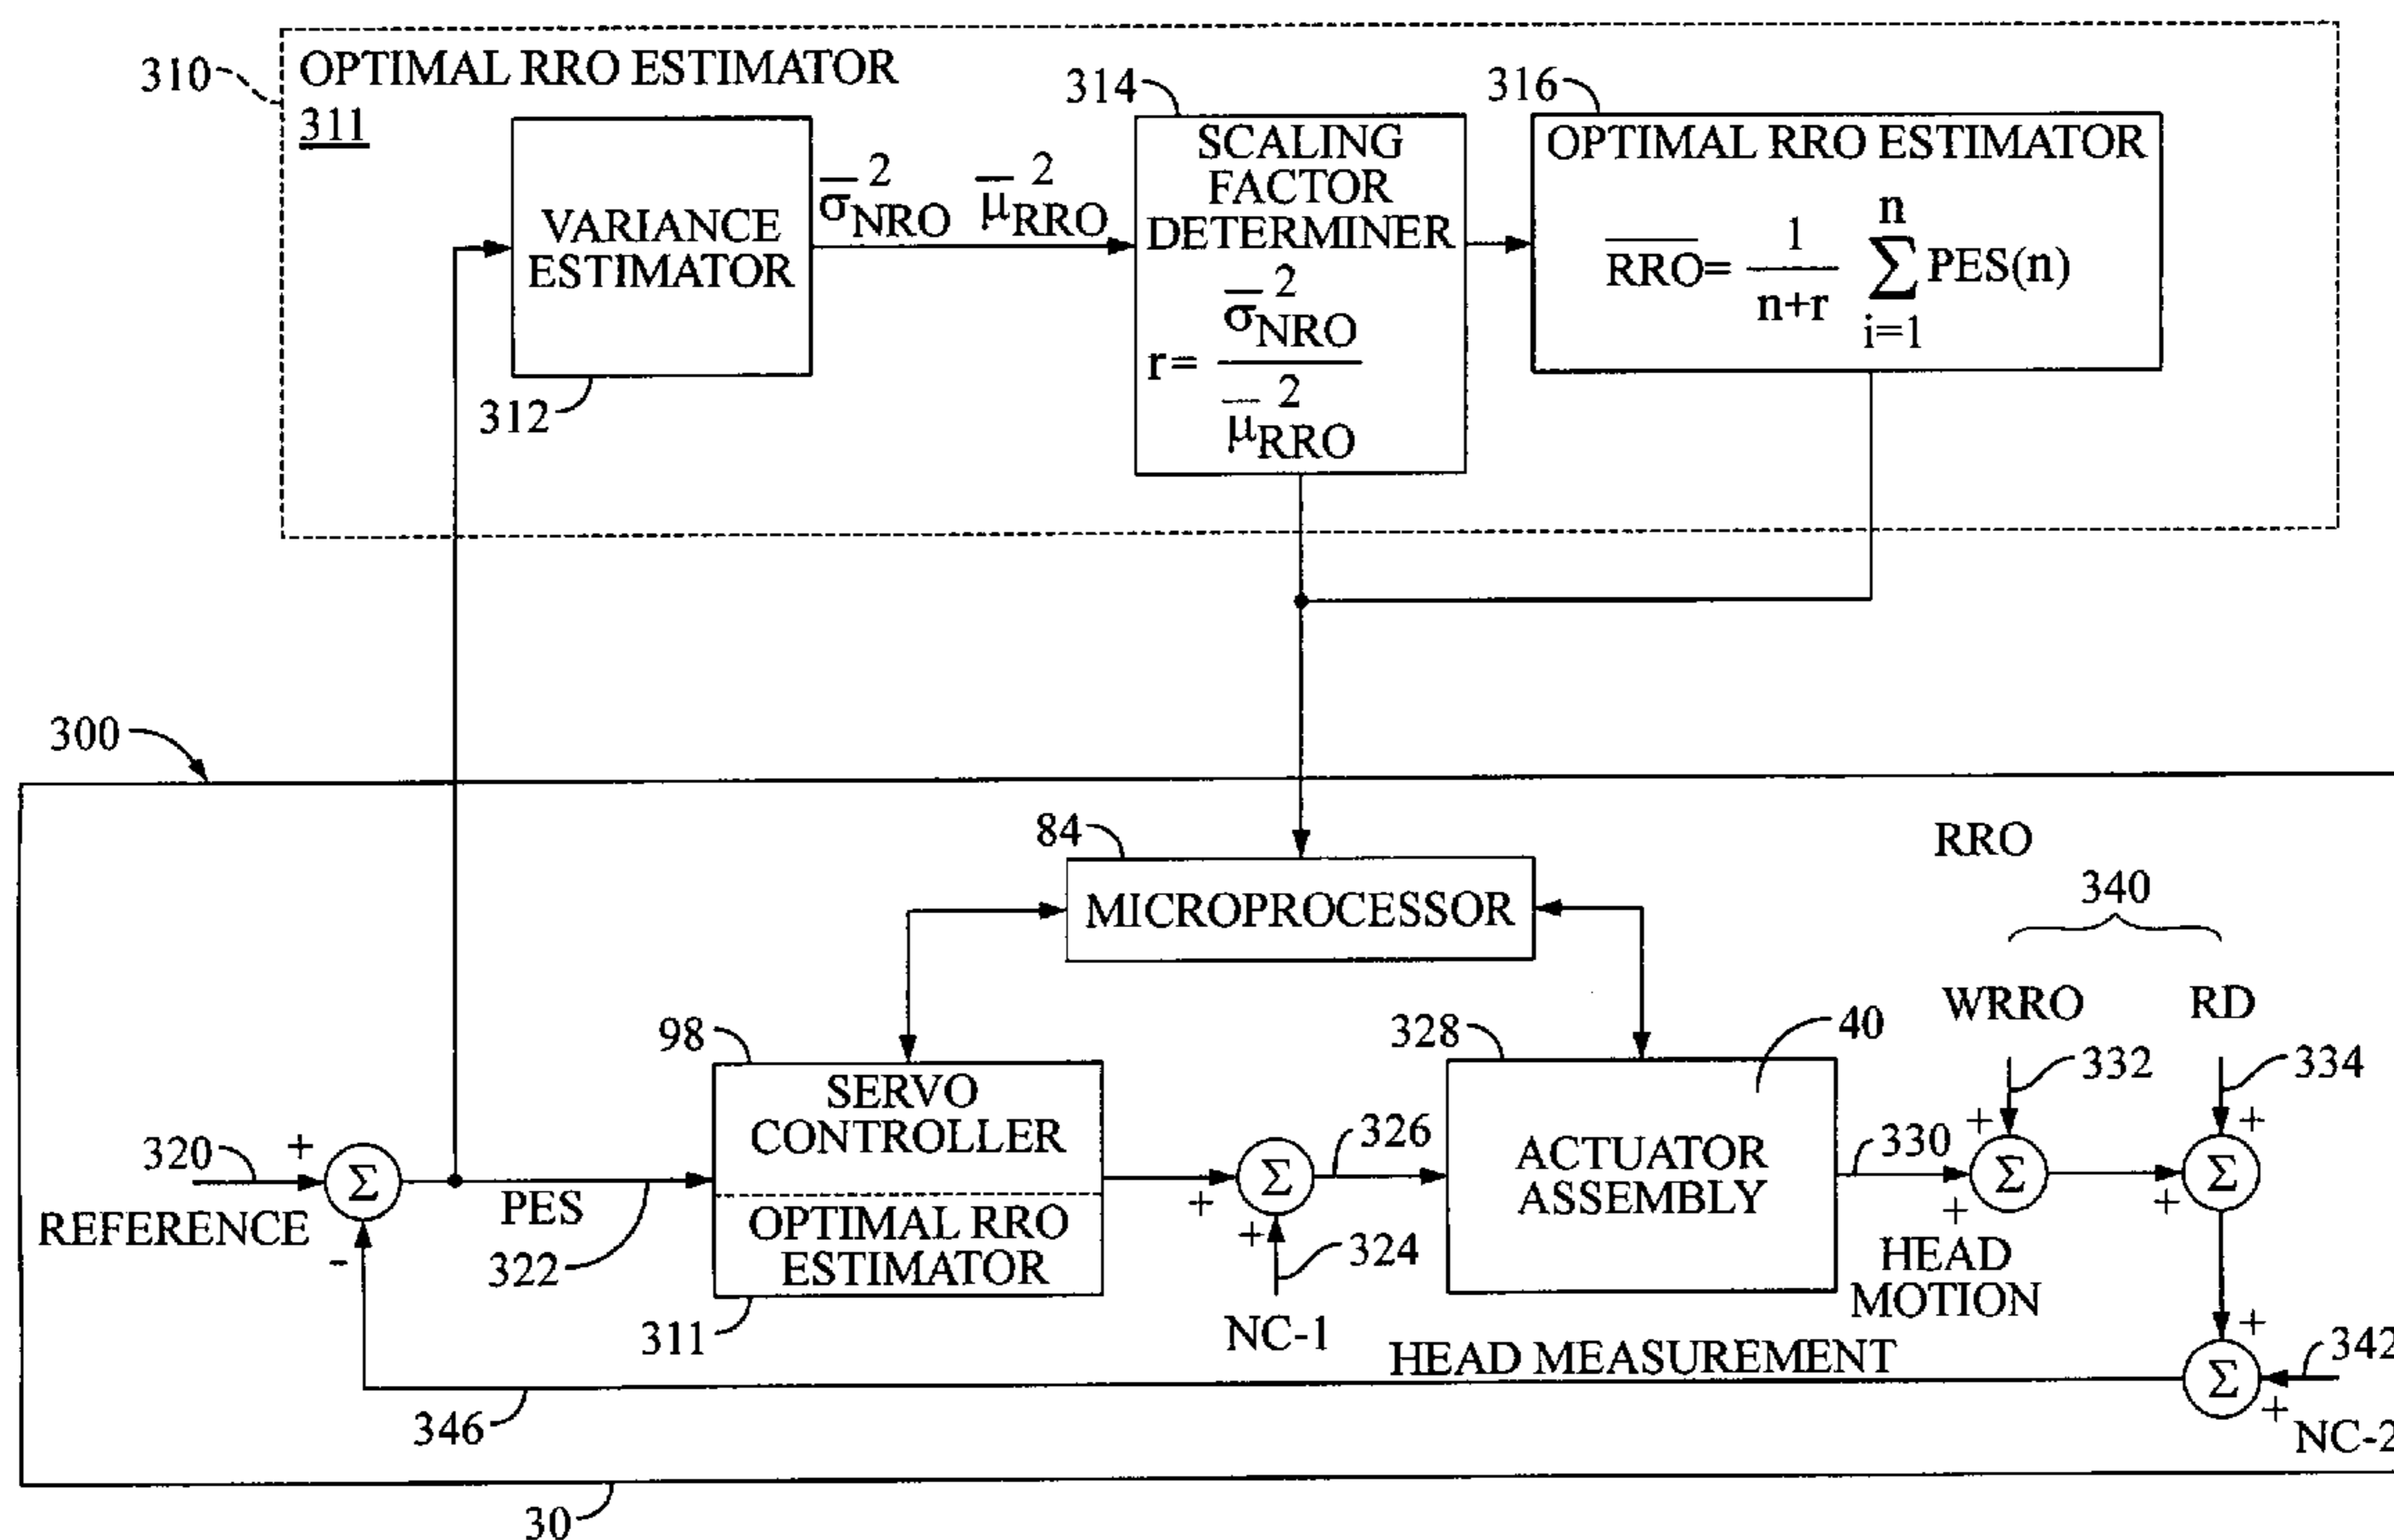 310
OPTIMAL RRO ESTIMATOR
311
VARIANCE
ESTIMATOR
312
σ̅²NRO μ̅²RRO
314
SCALING
FACTOR
DETERMINER
r= σ̅²NRO / μ̅²RRO
316
OPTIMAL RRO ESTIMATOR
R̅R̅O̅= 1/(n+r) n Σ i=1 PES(n)
300
84
MICROPROCESSOR
RRO
340
WRRO RD
332 334
98
SERVO
CONTROLLER
OPTIMAL RRO
ESTIMATOR
311
328
40
ACTUATOR
ASSEMBLY
320
REFERENCE
+
-
Σ
PES
322
+
+
Σ
326
324
NC-1
330
HEAD
MOTION
+
+
Σ
+
+
Σ
+
+
Σ
342
NC-2
HEAD MEASUREMENT
346
30